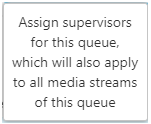 Assign supervisors
for this queue,
which will also apply
to all media streams
of this queue